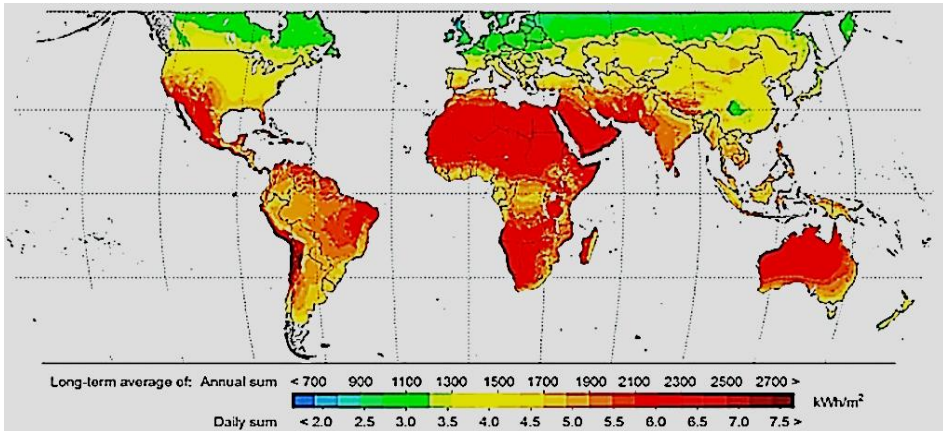 Long-term average of: Annual sum < 700 900 1100 1300 1500 1700 1900 2100 2300 2500 2700 >
kWh/m²
Daily sum < 2.0 2.5 3.0 3.5 4.0 4.5 5.0 5.5 6.0 6.5 7.0 7.5 >